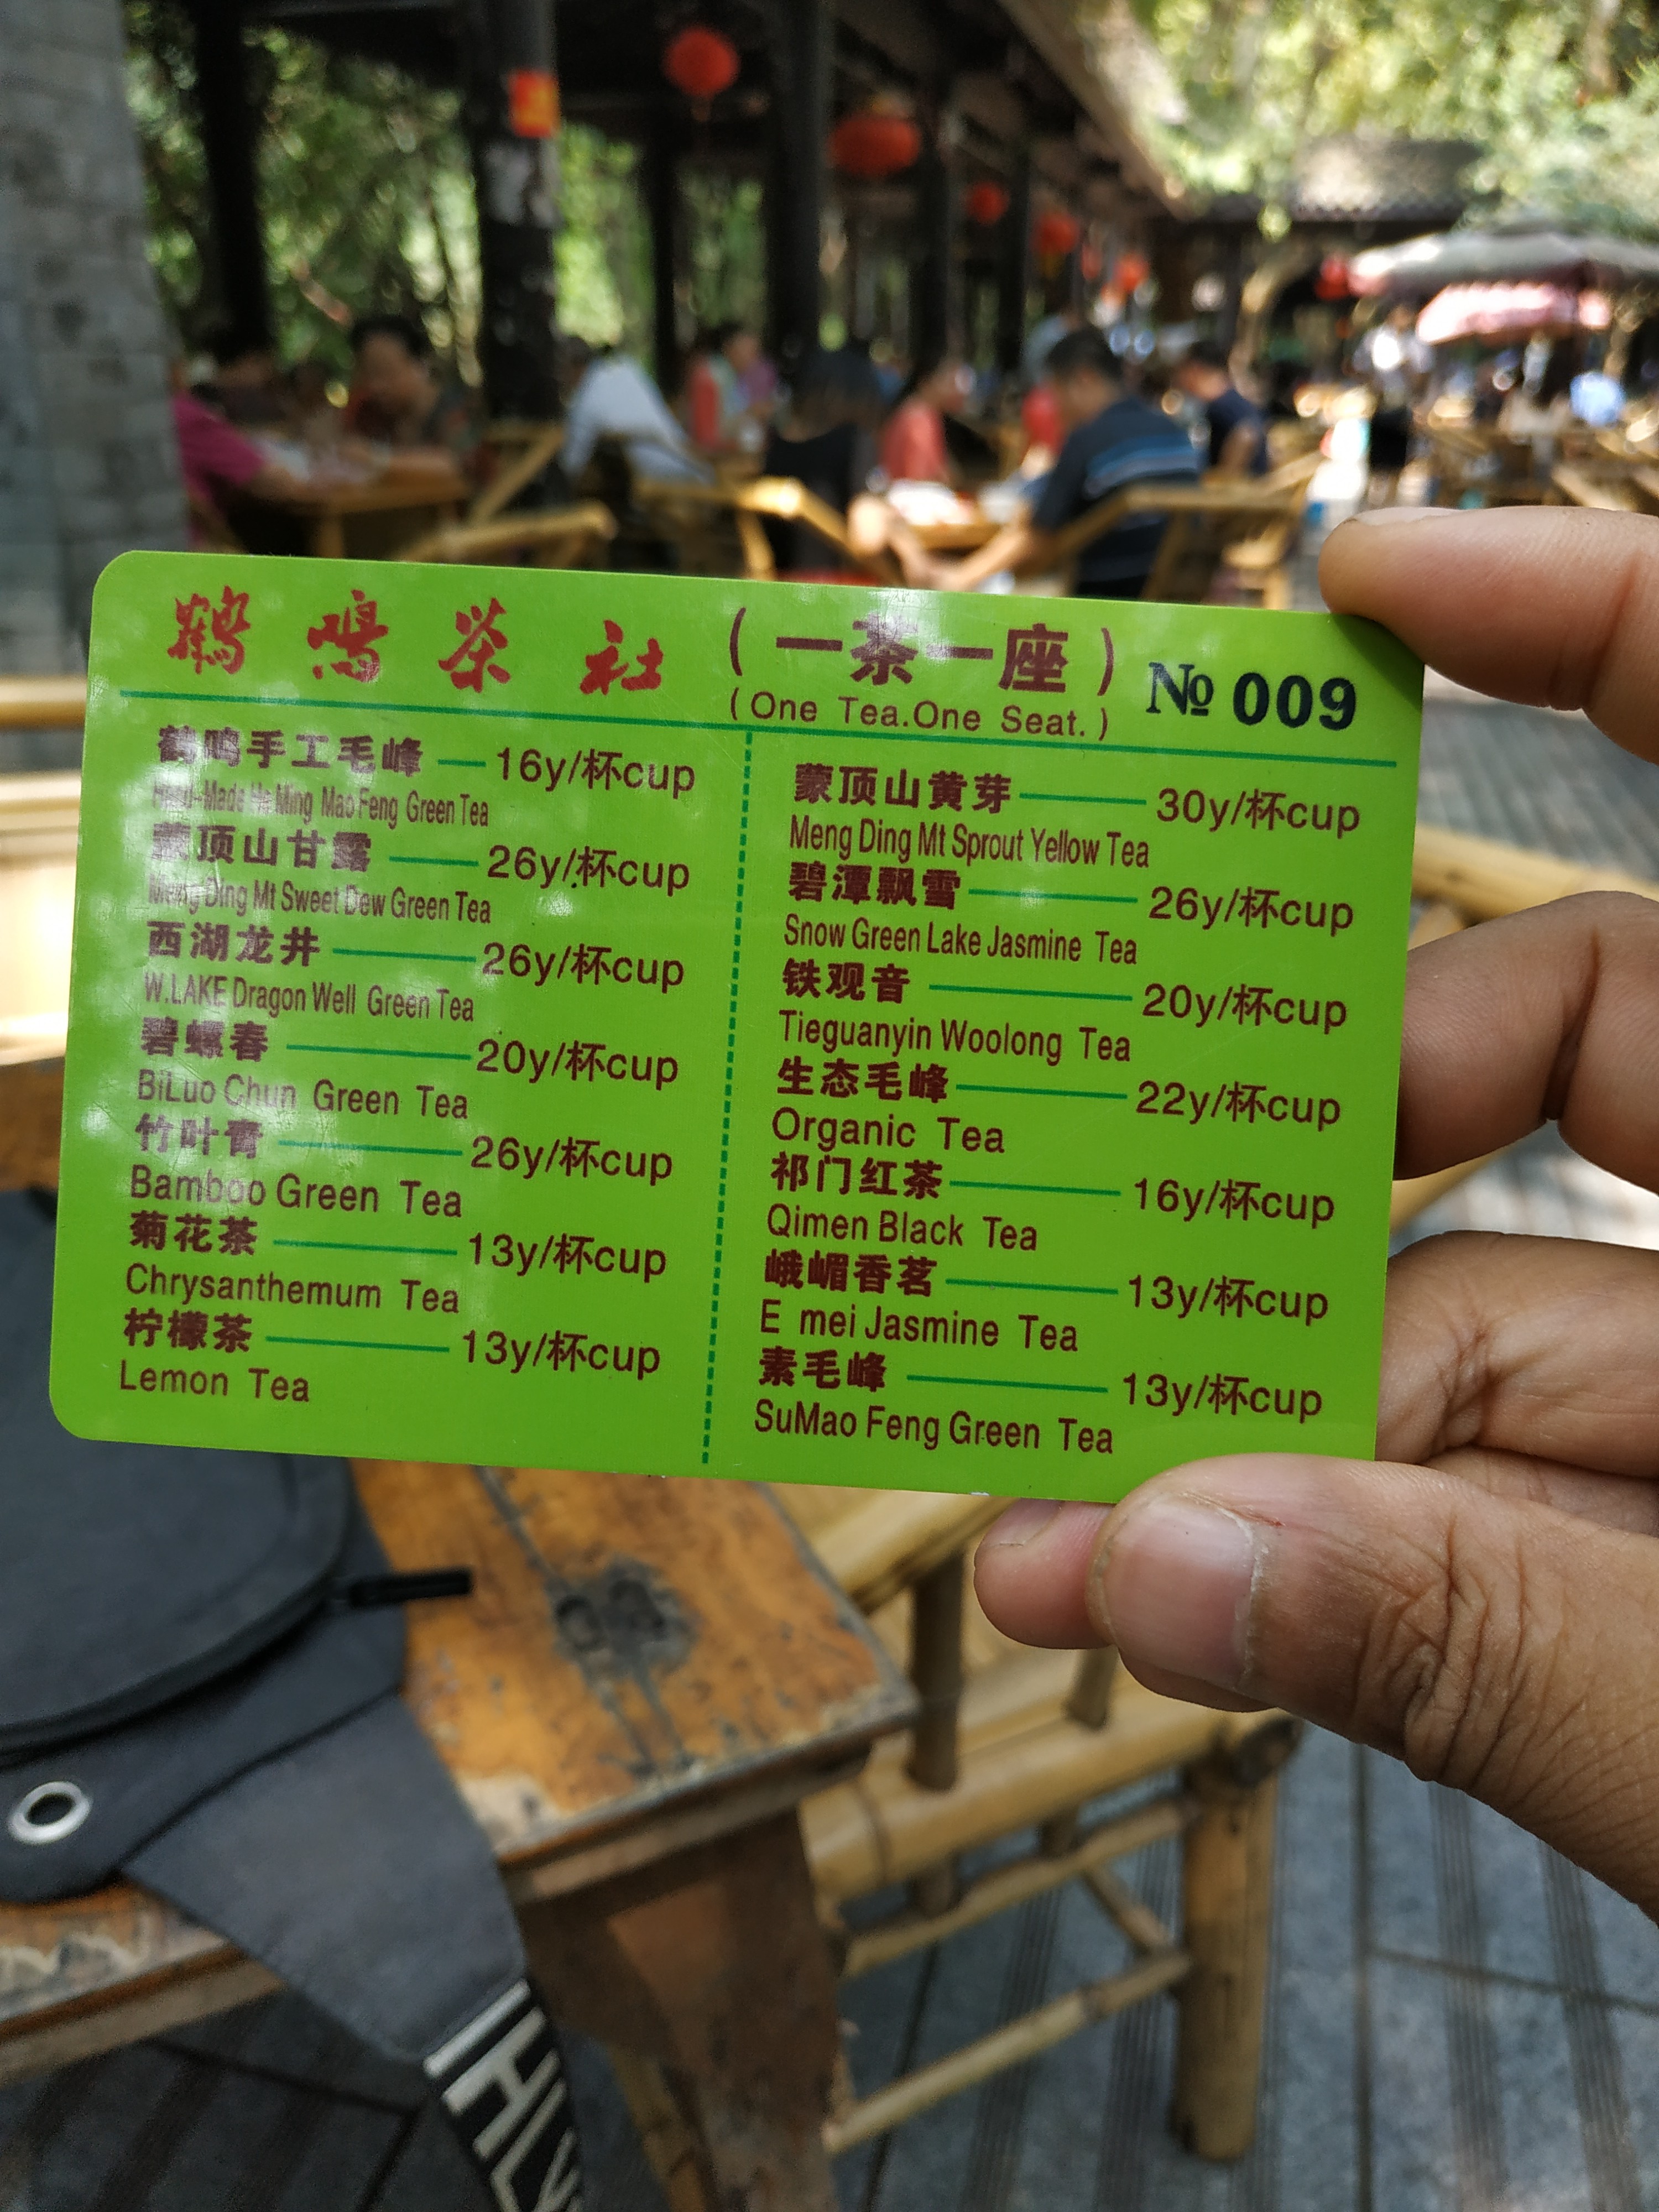 鹤鸣茶社 (一茶一座) № 009
(One Tea.One Seat.)
鹤鸣手工毛峰 16y/杯cup
Hand-Made He Ming Mao Feng Green Tea
蒙顶山甘露 26y/杯cup
Meng Ding Mt Sweet Dew Green Tea
西湖龙井 26y/杯cup
W.LAKE Dragon Well Green Tea
碧螺春 20y/杯cup
BiLuo Chun Green Tea
竹叶青 26y/杯cup
Bamboo Green Tea
菊花茶 13y/杯cup
Chrysanthemum Tea
柠檬茶 13y/杯cup
Lemon Tea
蒙顶山黄芽 30y/杯cup
Meng Ding Mt Sprout Yellow Tea
碧潭飘雪 26y/杯cup
Snow Green Lake Jasmine Tea
铁观音 20y/杯cup
Tieguanyin Woolong Tea
生态毛峰 22y/杯cup
Organic Tea
祁门红茶 16y/杯cup
Qimen Black Tea
峨嵋香茗 13y/杯cup
E mei Jasmine Tea
素毛峰 13y/杯cup
SuMao Feng Green Tea